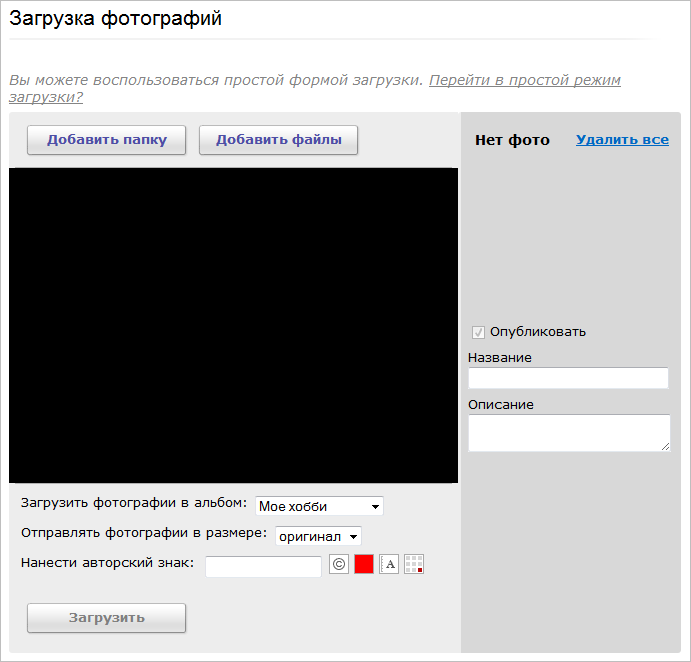 Загрузка фотографий
Вы можете воспользоваться простой формой загрузки. Перейти в простой режим
загрузки?
Добавить папку
Добавить файлы
Нет фото
Удалить все
Опубликовать
Название
Описание
Загрузить фотографии в альбом: Мое хобби
Отправлять фотографии в размере: оригинал
Нанести авторский знак: © A
Загрузить